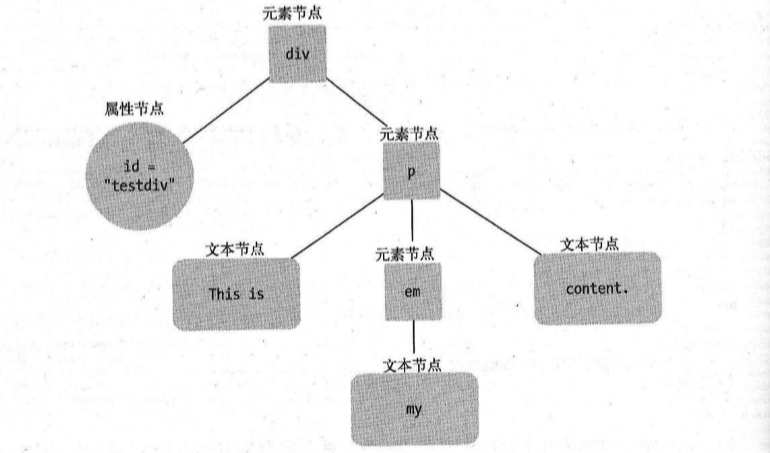 元素节点
div
属性节点
id =
"testdiv"
元素节点
p
文本节点
This is
元素节点
em
文本节点
content.
文本节点
my